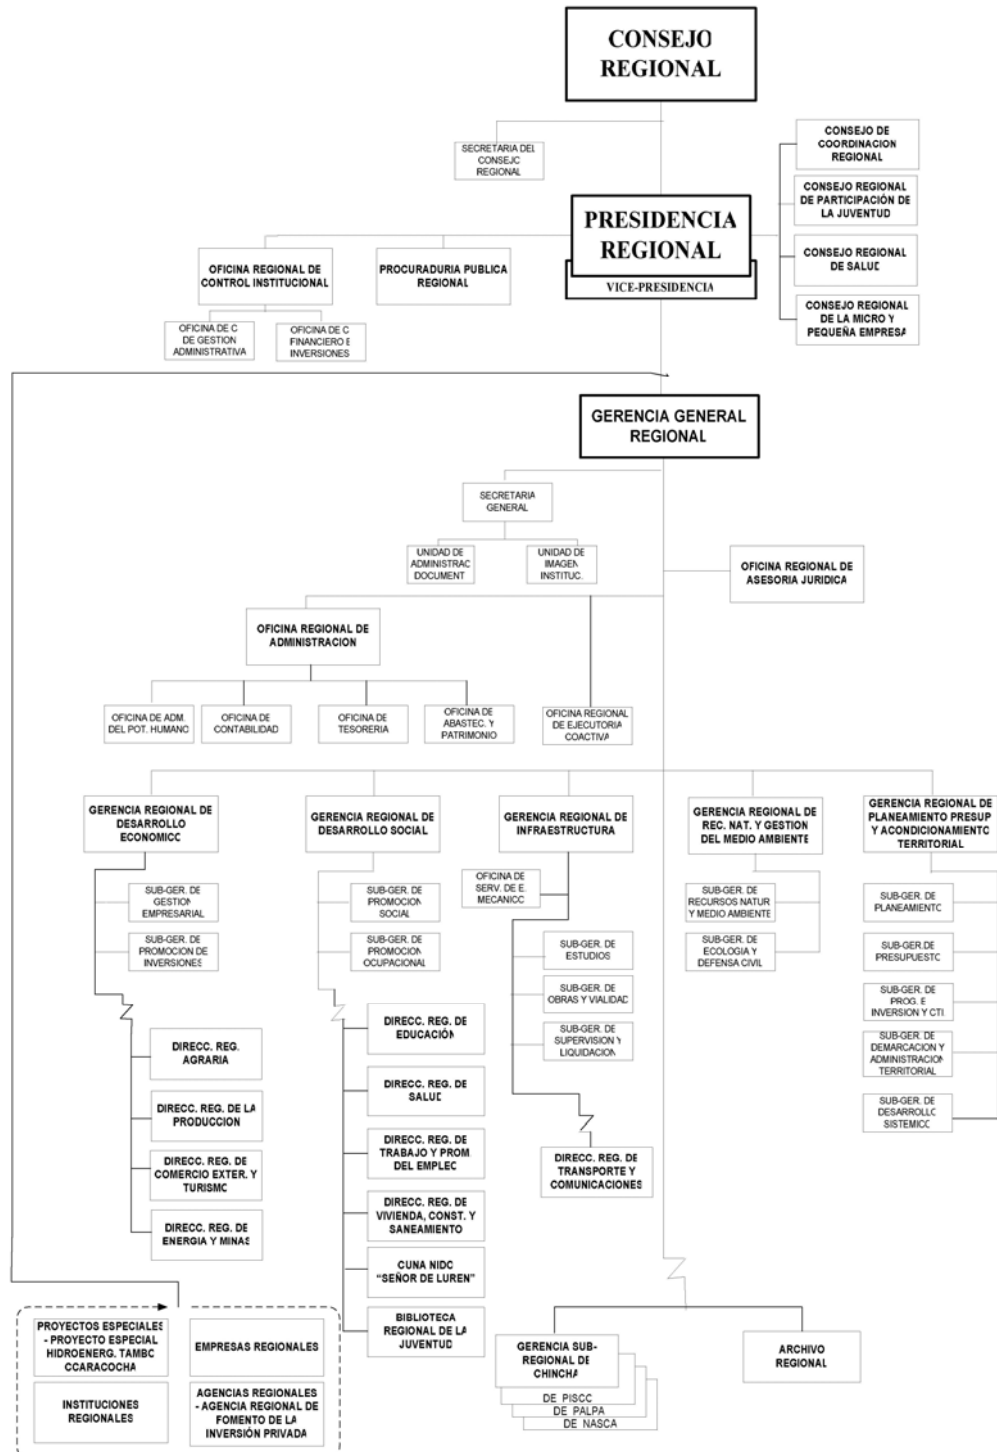 CONSEJO
REGIONAL
SECRETARIA DEL
CONSEJO
REGIONAL
CONSEJO DE
COORDINACION
REGIONAL
CONSEJO REGIONAL
DE PARTICIPACIÓN DE
LA JUVENTUD
CONSEJO REGIONAL
DE SALUD
CONSEJO REGIONAL
DE LA MICRO Y
PEQUEÑA EMPRESA
PRESIDENCIA
REGIONAL
VICE-PRESIDENCIA
OFICINA REGIONAL DE
CONTROL INSTITUCIONAL
PROCURADURIA PUBLICA
REGIONAL
OFICINA DE C
DE GESTION
ADMINISTRATIVA
OFICINA DE C
FINANCIERO E
INVERSIONES
GERENCIA GENERAL
REGIONAL
SECRETARIA
GENERAL
UNIDAD DE
ADMINISTRAC
DOCUMENT
UNIDAD DE
IMAGEN
INSTITUC.
OFICINA REGIONAL DE
ASESORIA JURIDICA
OFICINA REGIONAL DE
ADMINISTRACION
OFICINA DE ADM.
DEL POT. HUMANO
OFICINA DE
CONTABILIDAD
OFICINA DE
TESORERIA
OFICINA DE
ABASTEC. Y
PATRIMONIO
OFICINA REGIONAL
DE EJECUTORIA
COACTIVA
GERENCIA REGIONAL DE
DESARROLLO
ECONOMICO
SUB-GER. DE
GESTION
EMPRESARIAL
SUB-GER. DE
PROMOCION DE
INVERSIONES
DIRECC. REG.
AGRARIA
DIRECC. REG. DE LA
PRODUCCION
DIRECC. REG. DE
COMERCIO EXTER. Y
TURISMO
DIRECC. REG. DE
ENERGIA Y MINAS
GERENCIA REGIONAL DE
DESARROLLO SOCIAL
SUB-GER. DE
PROMOCION
SOCIAL
SUB-GER. DE
PROMOCION
OCUPACIONAL
DIRECC. REG. DE
EDUCACIÓN
DIRECC. REG. DE
SALUD
DIRECC. REG. DE
TRABAJO Y PROM.
DEL EMPLEO
DIRECC. REG. DE
VIVIENDA, CONST. Y
SANEAMIENTO
CUNA NIDO
"SEÑOR DE LUREN"
BIBLIOTECA
REGIONAL DE LA
JUVENTUD
GERENCIA REGIONAL DE
INFRAESTRUCTURA
OFICINA DE
SERV. DE E.
MECANICO
SUB-GER. DE
ESTUDIOS
SUB-GER. DE
OBRAS Y VIALIDAD
SUB-GER. DE
SUPERVISION Y
LIQUIDACION
DIRECC. REG. DE
TRANSPORTE Y
COMUNICACIONES
GERENCIA REGIONAL DE
REC. NAT. Y GESTION
DEL MEDIO AMBIENTE
SUB-GER. DE
RECURSOS NATUR
Y MEDIO AMBIENTE
SUB-GER. DE
ECOLOGIA Y
DEFENSA CIVIL
GERENCIA REGIONAL DE
PLANEAMIENTO PRESUP
Y ACONDICIONAMIENTO
TERRITORIAL
SUB-GER. DE
PLANEAMIENTO
SUB-GER.DE
PRESUPUESTO
SUB-GER. DE
PROG. E
INVERSION Y CTI.
SUB-GER. DE
DEMARCACION Y
ADMINISTRACION
TERRITORIAL
SUB-GER. DE
DESARROLLO
SISTEMICO
PROYECTOS ESPECIALES
- PROYECTO ESPECIAL
HIDROENERG. TAMBO
CCARACOCHA
EMPRESAS REGIONALES
INSTITUCIONES
REGIONALES
AGENCIAS REGIONALES
- AGENCIA REGIONAL DE
FOMENTO DE LA
INVERSIÓN PRIVADA
GERENCIA SUB-
REGIONAL DE
CHINCHA
DE PISCO
DE PALPA
DE NASCA
ARCHIVO
REGIONAL